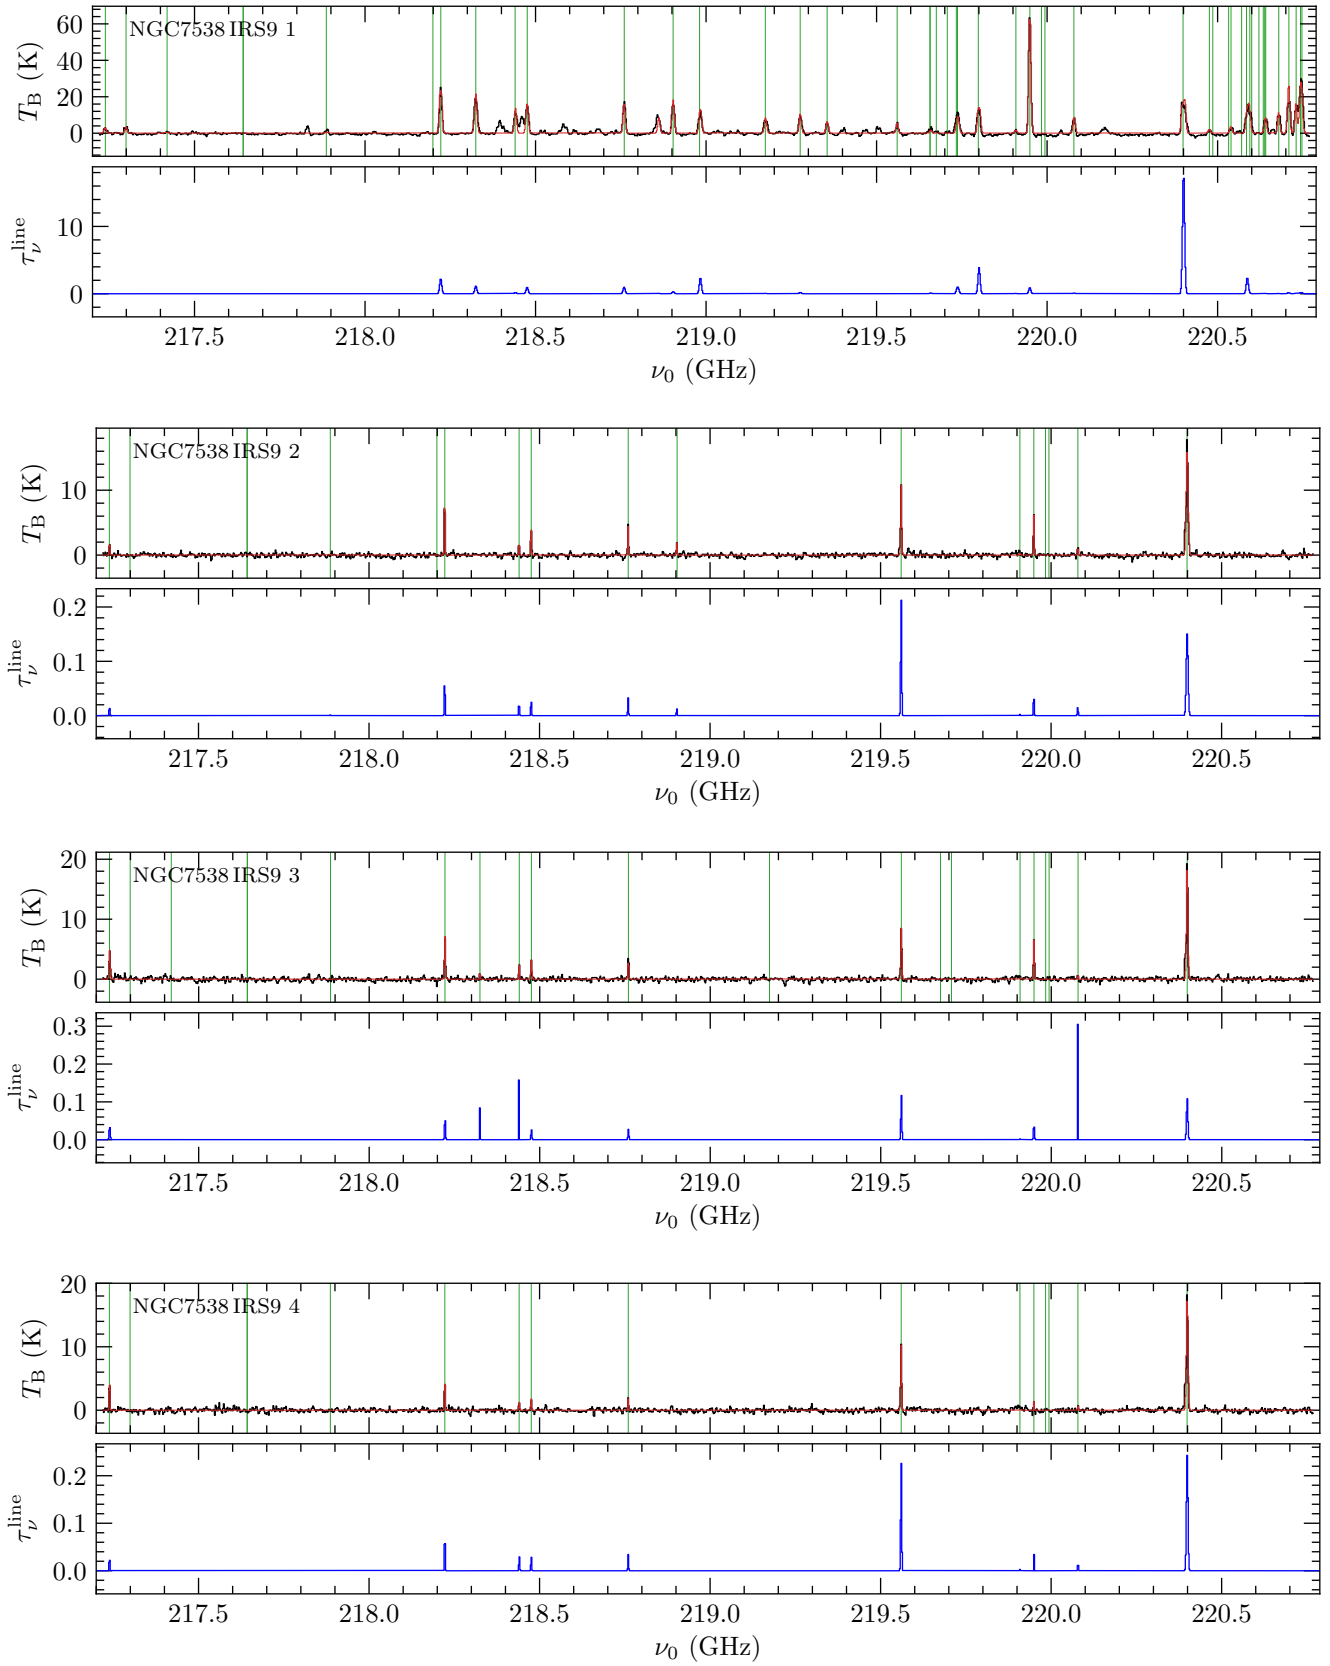 NGC7538 IRS9 1
T_B (K)
60
40
20
0
τ_ν^line
10
0
217.5 218.0 218.5 219.0 219.5 220.0 220.5
ν_0 (GHz)
NGC7538 IRS9 2
T_B (K)
10
0
τ_ν^line
0.2
0.1
0.0
217.5 218.0 218.5 219.0 219.5 220.0 220.5
ν_0 (GHz)
NGC7538 IRS9 3
T_B (K)
20
10
0
τ_ν^line
0.3
0.2
0.1
0.0
217.5 218.0 218.5 219.0 219.5 220.0 220.5
ν_0 (GHz)
NGC7538 IRS9 4
T_B (K)
20
10
0
τ_ν^line
0.2
0.1
0.0
217.5 218.0 218.5 219.0 219.5 220.0 220.5
ν_0 (GHz)